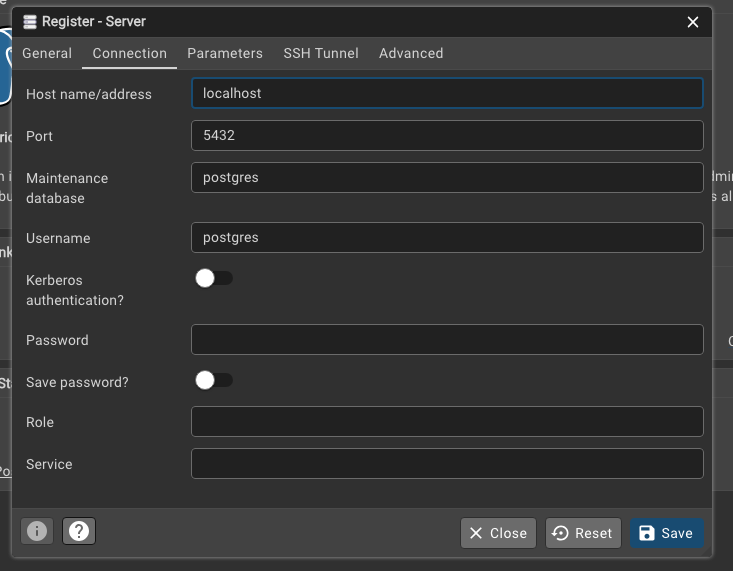 Register - Server
General Connection Parameters SSH Tunnel Advanced
Host name/address localhost
Port 5432
Maintenance database postgres
Username postgres
Kerberos authentication?
Password
Save password?
Role
Service
Close Reset Save